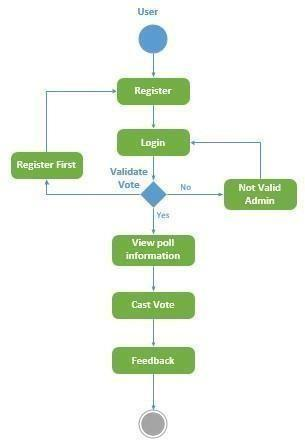 User
Register
Login
Register First
Validate
Vote
No
Not Valid
Admin
Yes
View poll
information
Cast Vote
Feedback